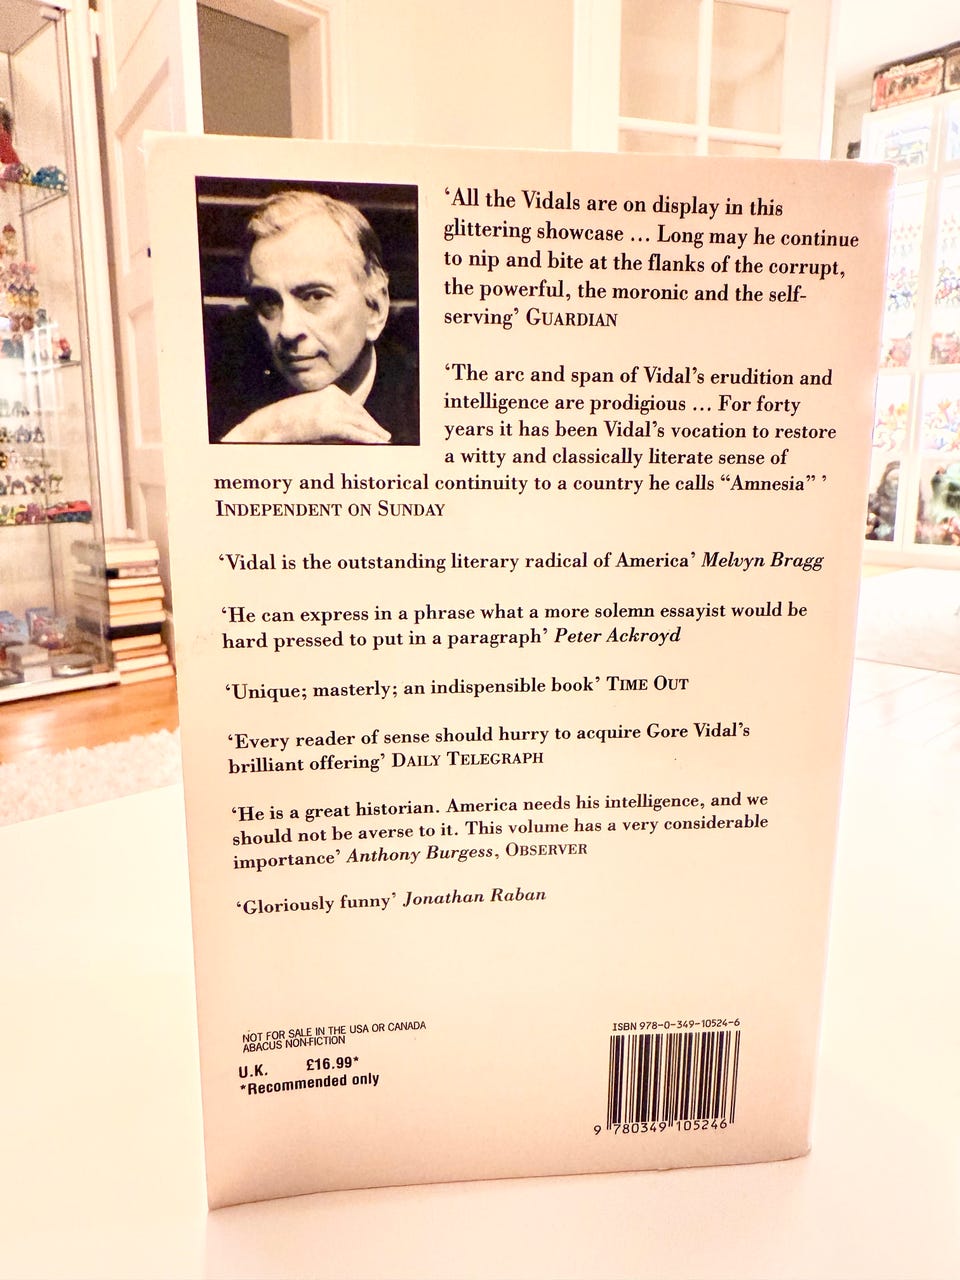 ‘All the Vidals are on display in this
glittering showcase ... Long may he continue
to nip and bite at the flanks of the corrupt,
the powerful, the moronic and the self-
serving’ GUARDIAN
‘The arc and span of Vidal’s erudition and
intelligence are prodigious ... For forty
years it has been Vidal’s vocation to restore
a witty and classically literate sense of
memory and historical continuity to a country he calls “Amnesia” ’
INDEPENDENT ON SUNDAY
‘Vidal is the outstanding literary radical of America’ Melvyn Bragg
‘He can express in a phrase what a more solemn essayist would be
hard pressed to put in a paragraph’ Peter Ackroyd
‘Unique; masterly; an indispensible book’ TIME OUT
‘Every reader of sense should hurry to acquire Gore Vidal’s
brilliant offering’ DAILY TELEGRAPH
‘He is a great historian. America needs his intelligence, and we
should not be averse to it. This volume has a very considerable
importance’ Anthony Burgess, OBSERVER
‘Gloriously funny’ Jonathan Raban
NOT FOR SALE IN THE USA OR CANADA
ABACUS NON-FICTION
U.K. £16.99*
*Recommended only
ISBN 978-0-349-10524-6
9 780349 105246